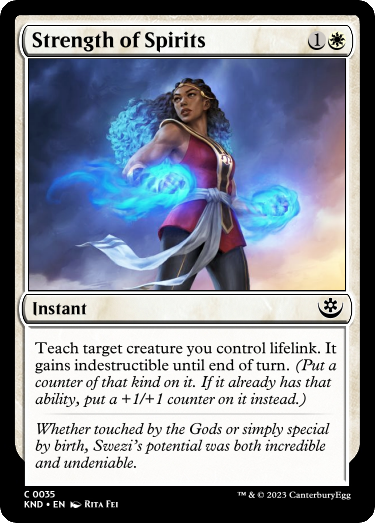 Strength of Spirits 1
Instant
Teach target creature you control lifelink. It
gains indestructible until end of turn. (Put a
counter of that kind on it. If it already has that
ability, put a +1/+1 counter on it instead.)
Whether touched by the Gods or simply special
by birth, Swezi's potential was both incredible
and undeniable.
C 0035
KND • EN Rita Fei
™ & © 2023 CanterburyEgg